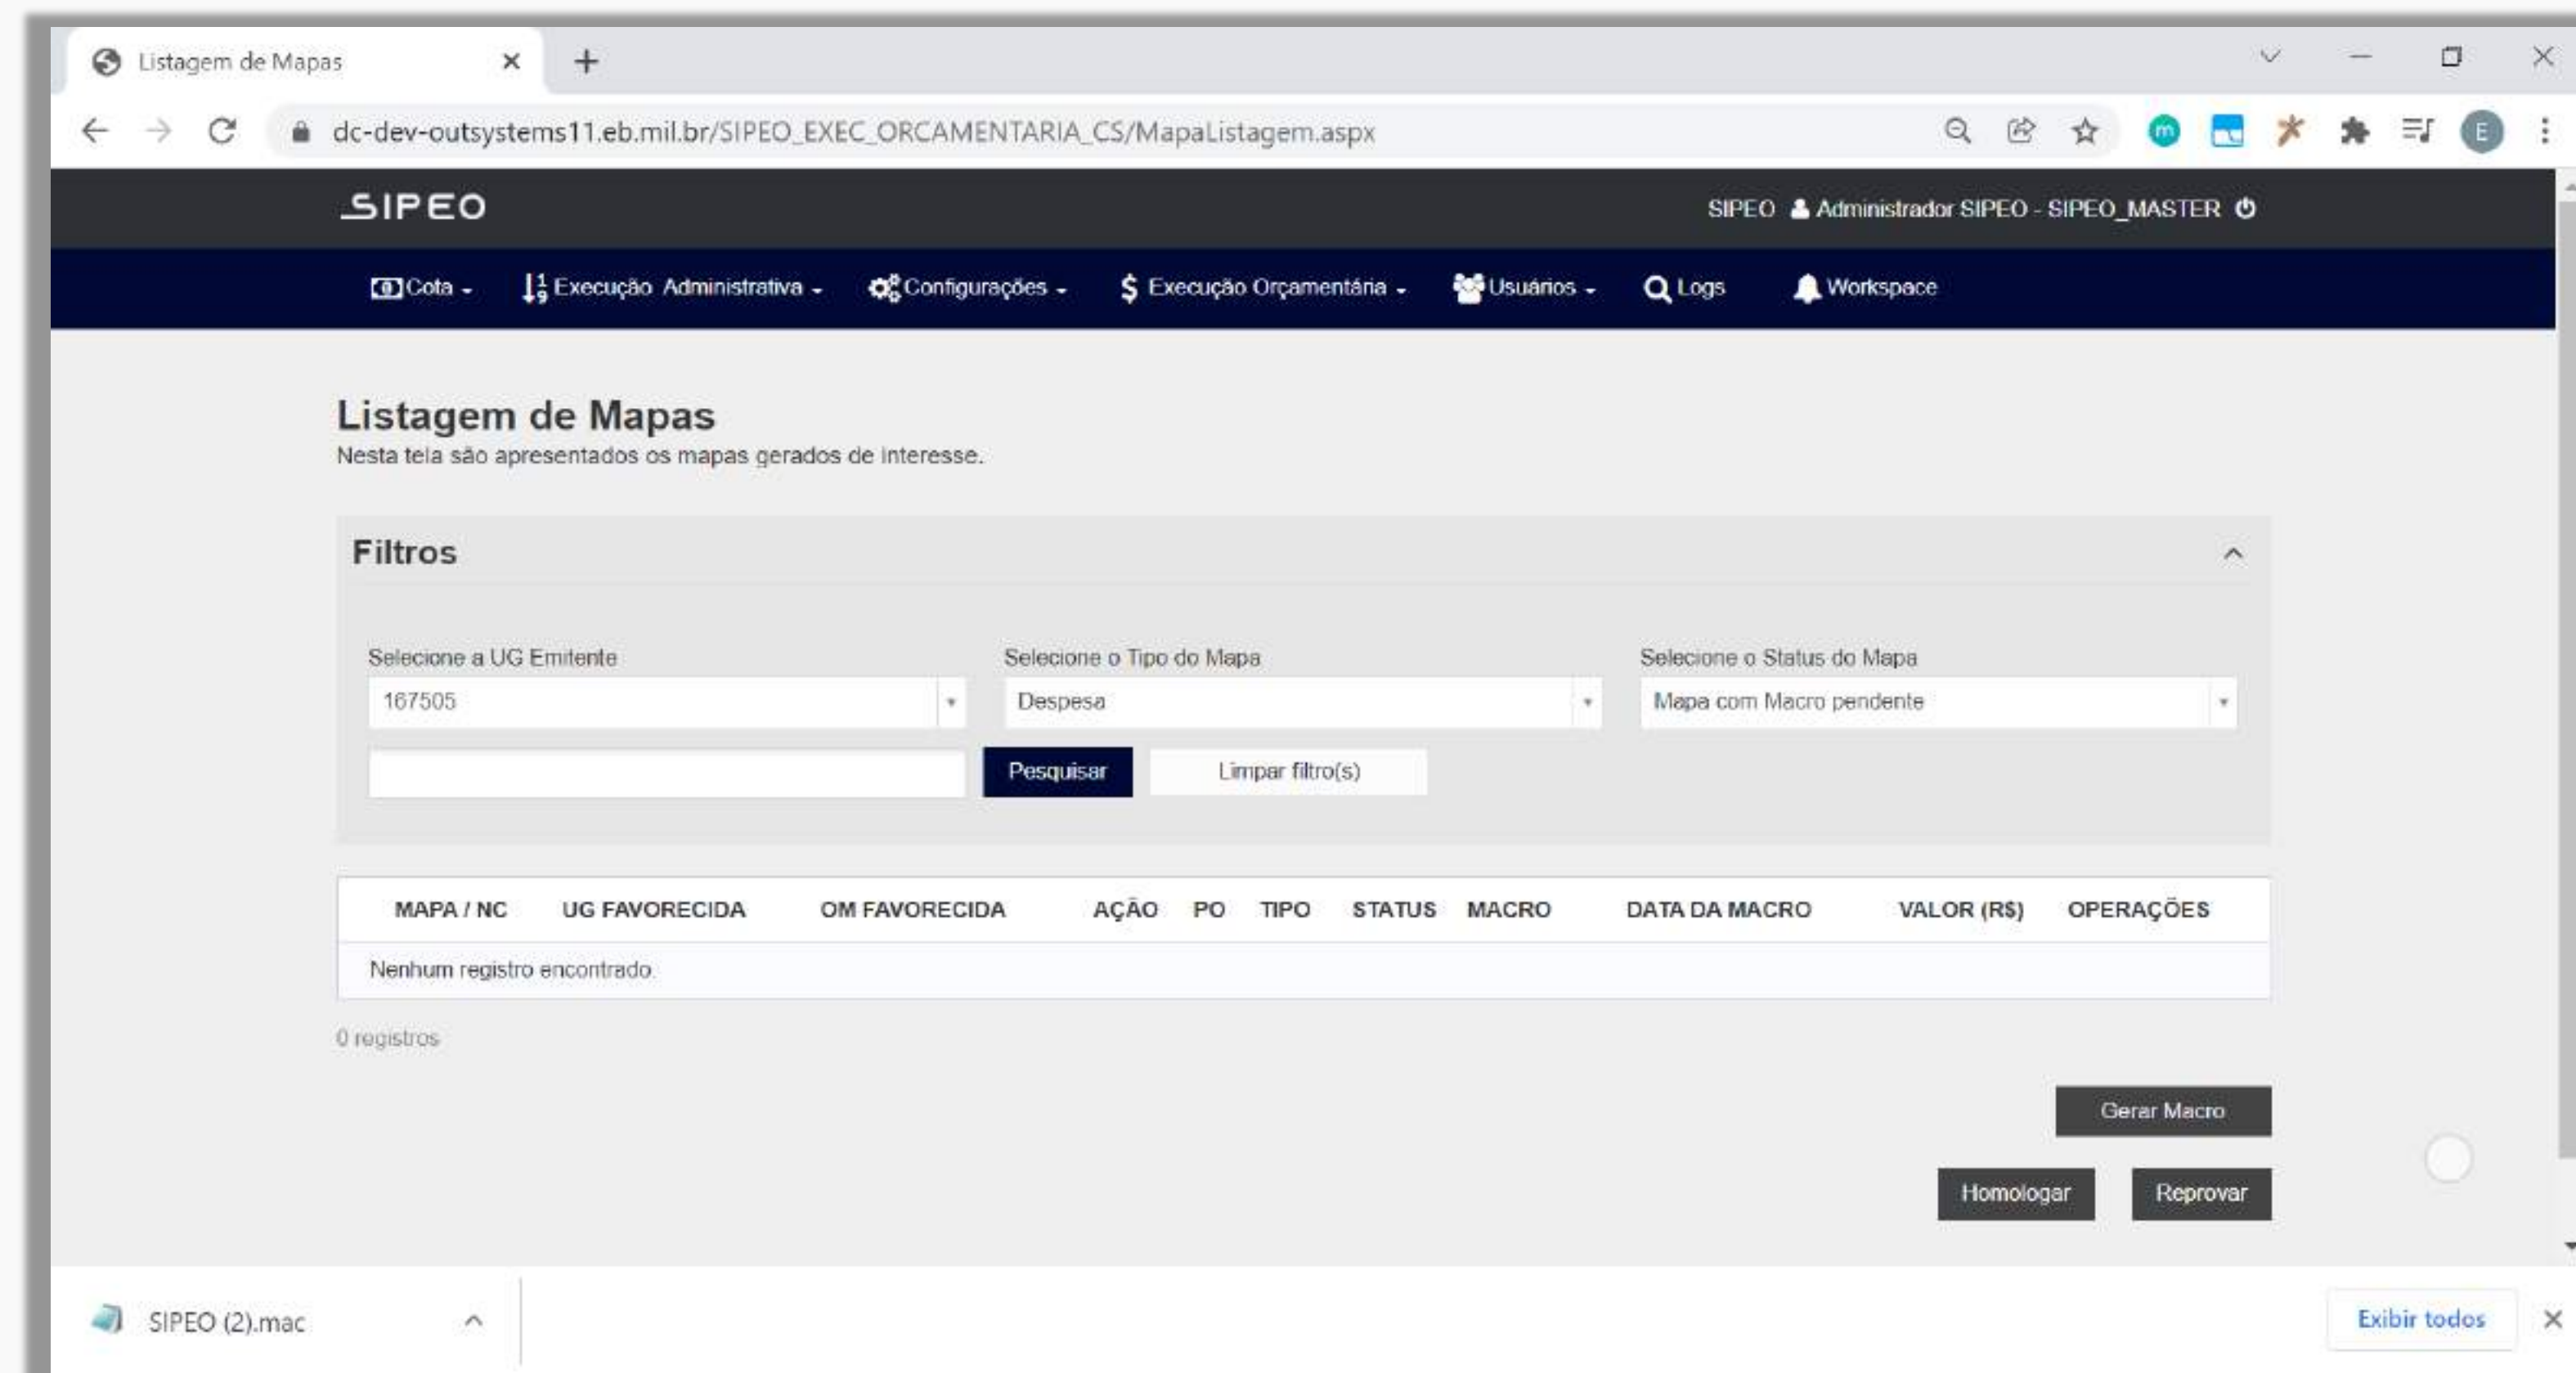 Listagem de Mapas
dc-dev-outsystems11.eb.mil.br/SIPEO_EXEC_ORCAMENTARIA_CS/MapaListagem.aspx
m
E
SIPEO
SIPEO Administrador SIPEO - SIPEO_MASTER
Cota Execução Administrativa Configurações $ Execução Orçamentária Usuários Logs Workspace
Listagem de Mapas
Nesta tela são apresentados os mapas gerados de interesse.
Filtros
Selecione a UG Emitente Selecione o Tipo do Mapa Selecione o Status do Mapa
167505 Despesa Mapa com Macro pendente
Pesquisar Limpar filtro(s)
MAPA / NC UG FAVORECIDA OM FAVORECIDA AÇÃO PO TIPO STATUS MACRO DATA DA MACRO VALOR (R$) OPERAÇÕES
Nenhum registro encontrado.
0 registros
Gerar Macro
Homologar Reprovar
SIPEO (2).mac Exibir todos